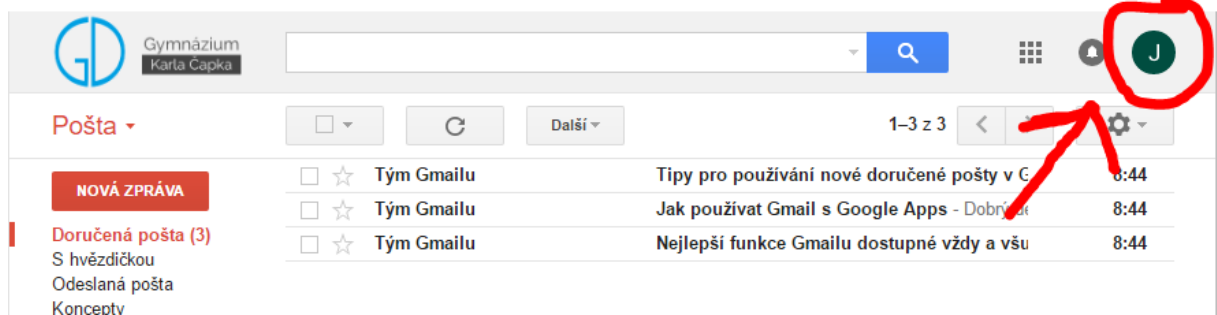 Gymnázium
Karla Čapka
J
Pošta
Další
1–3 z 3
NOVÁ ZPRÁVA
Tým Gmailu Tipy pro používání nové doručené pošty v G 8:44
Tým Gmailu Jak používat Gmail s Google Apps - Dobrý 8:44
Tým Gmailu Nejlepší funkce Gmailu dostupné vždy a všu 8:44
Doručená pošta (3)
S hvězdičkou
Odeslaná pošta
Koncepty